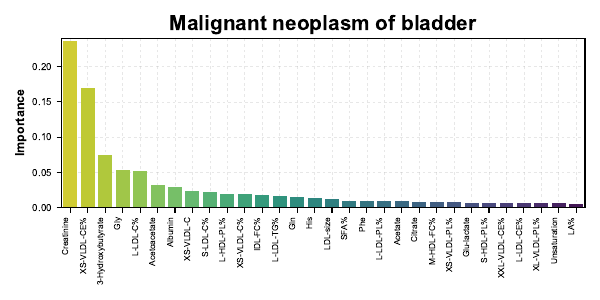 Malignant neoplasm of bladder
Importance
0.20
0.15
0.10
0.05
0.00
Creatinine
XS-VLDL-CE%
3-Hydroxybutyrate
Gly
L-LDL-C%
Acetoacetate
Albumin
XS-VLDL-C
S-LDL-C%
L-HDL-PL%
XS-VLDL-C%
IDL-FC%
L-LDL-TG%
Gln
His
LDL-size
SFA%
Phe
L-LDL-PL%
Acetate
Citrate
M-HDL-FC%
XS-VLDL-PL%
Glu-lactate
S-HDL-PL%
XXL-VLDL-CE%
L-LDL-CE%
XL-VLDL-PL%
Unsaturation
LA%